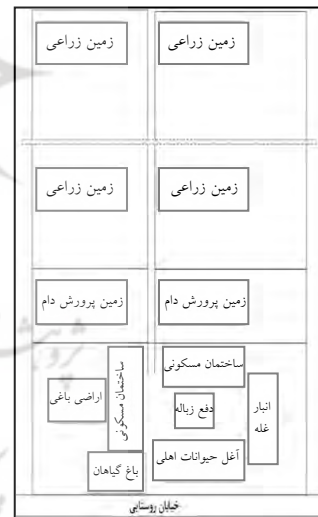 زمین زراعی
زمین زراعی
زمین زراعی
زمین زراعی
زمین پرورش دام
زمین پرورش دام
ساختمان مسکونی
ساختمان مسکونی
انبار
غله
دفع زباله
اراضی باغی
آغل حیوانات اهلی
باغ گیاهان
خیابان روستایی